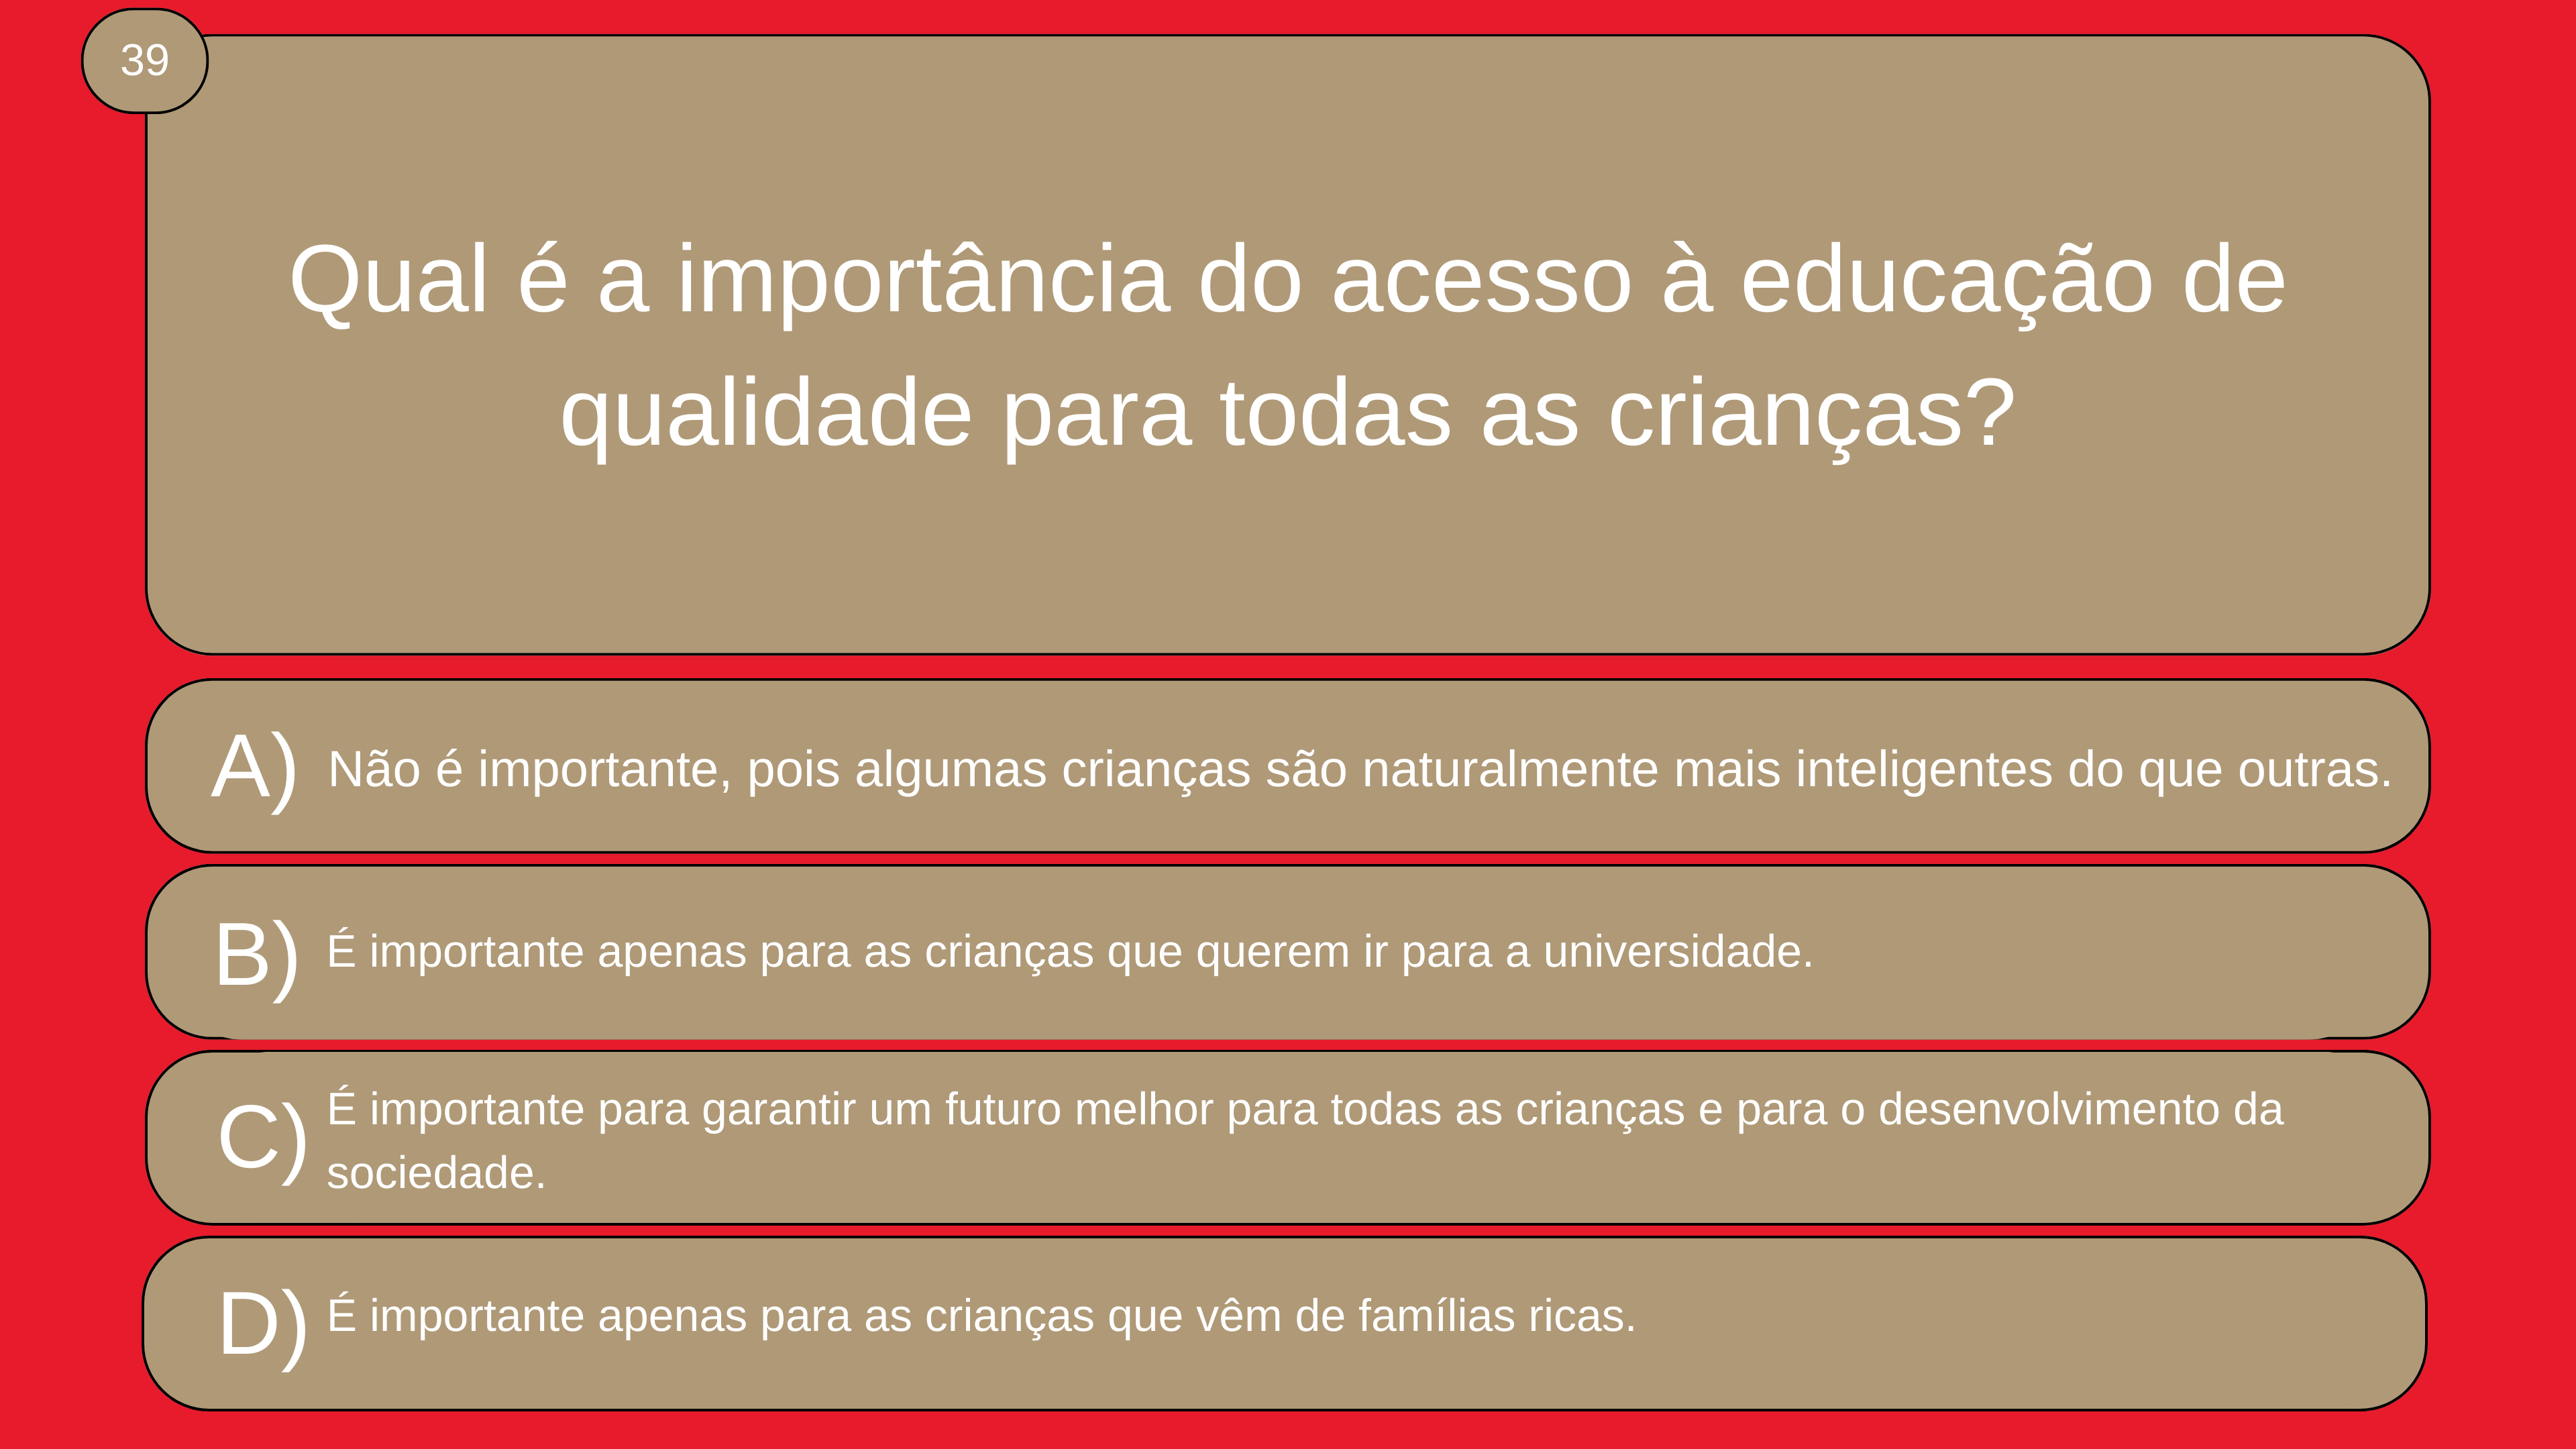 39
Qual é a importância do acesso à educação de
qualidade para todas as crianças?
A) Não é importante, pois algumas crianças são naturalmente mais inteligentes do que outras.
B) É importante apenas para as crianças que querem ir para a universidade.
C) É importante para garantir um futuro melhor para todas as crianças e para o desenvolvimento da
sociedade.
D) É importante apenas para as crianças que vêm de famílias ricas.